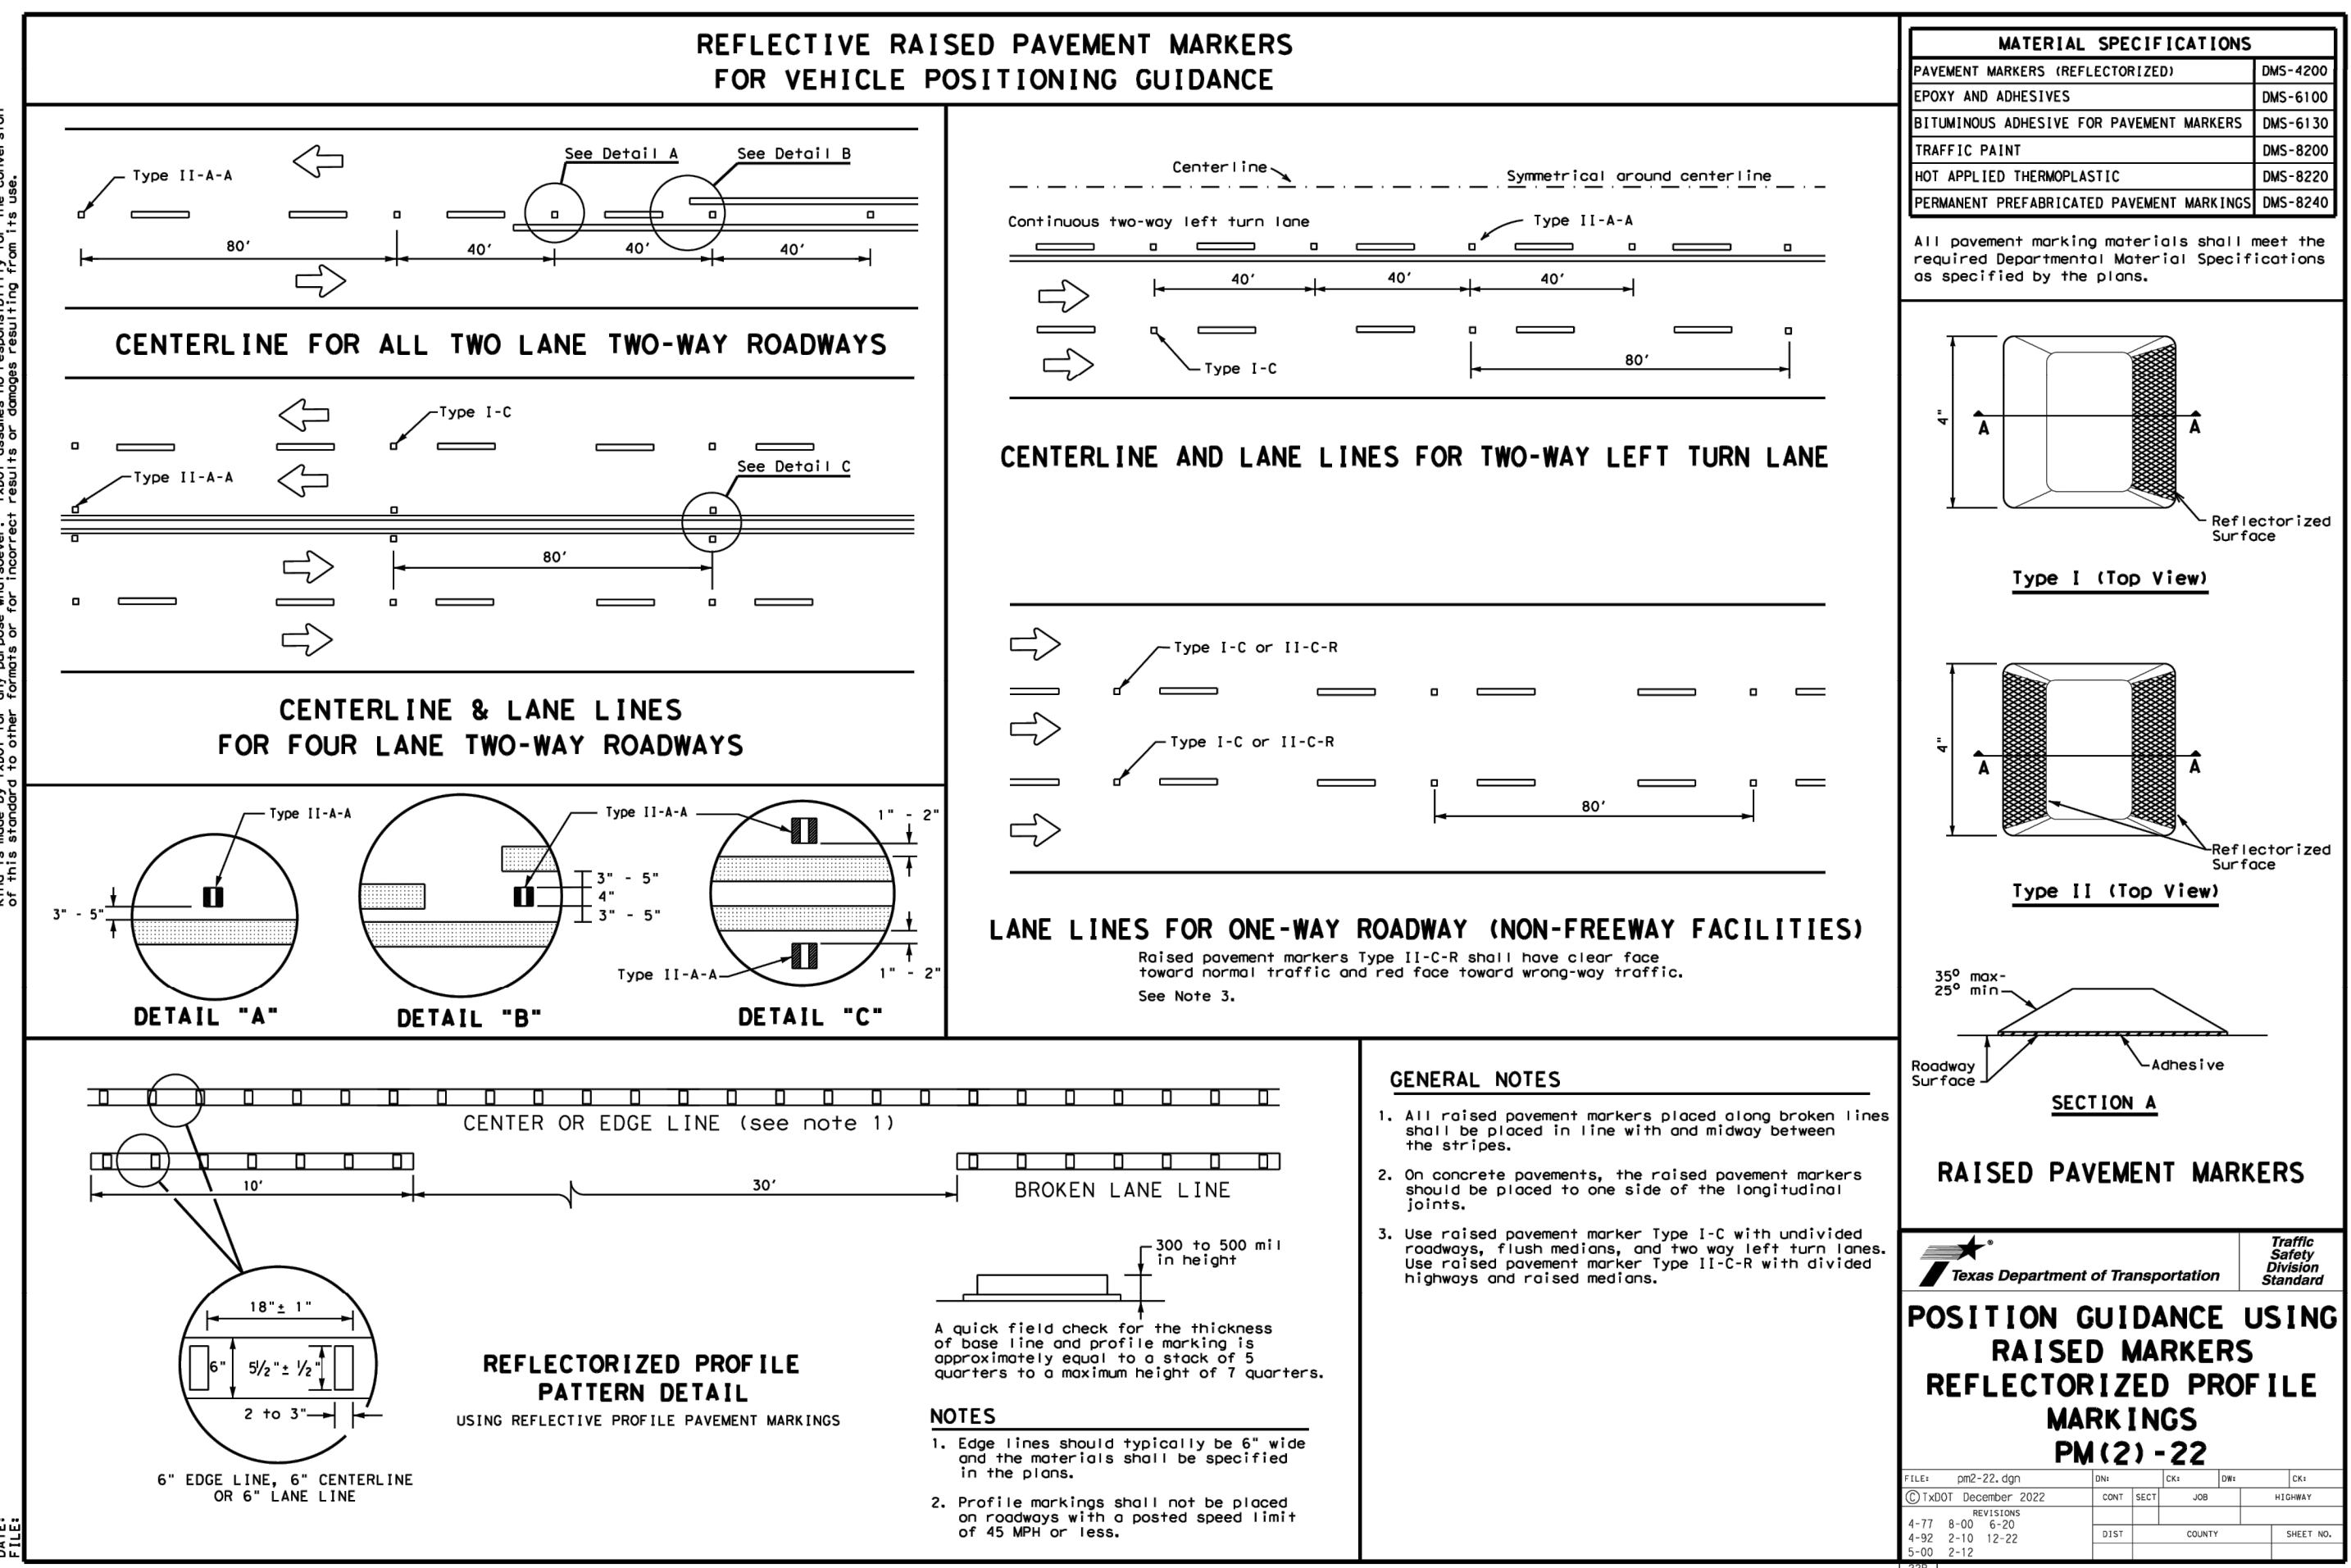 REFLECTIVE RAISED PAVEMENT MARKERS
FOR VEHICLE POSITIONING GUIDANCE
Type II-A-A
See Detail A
See Detail B
80'
40'
40'
40'
CENTERLINE FOR ALL TWO LANE TWO-WAY ROADWAYS
Type I-C
Type II-A-A
See Detail C
80'
CENTERLINE & LANE LINES
FOR FOUR LANE TWO-WAY ROADWAYS
Type II-A-A
3" - 5"
DETAIL "A"
Type II-A-A
3" - 5"
4"
3" - 5"
DETAIL "B"
1" - 2"
Type II-A-A
1" - 2"
DETAIL "C"
Centerline
Symmetrical around centerline
Continuous two-way left turn lane
Type II-A-A
40'
40'
40'
Type I-C
80'
CENTERLINE AND LANE LINES FOR TWO-WAY LEFT TURN LANE
Type I-C or II-C-R
Type I-C or II-C-R
80'
LANE LINES FOR ONE-WAY ROADWAY (NON-FREEWAY FACILITIES)
Raised pavement markers Type II-C-R shall have clear face
toward normal traffic and red face toward wrong-way traffic.
See Note 3.
CENTER OR EDGE LINE (see note 1)
10'
30'
BROKEN LANE LINE
18"± 1"
6"
5½"± ½"
2 to 3"
6" EDGE LINE, 6" CENTERLINE
OR 6" LANE LINE
REFLECTORIZED PROFILE
PATTERN DETAIL
USING REFLECTIVE PROFILE PAVEMENT MARKINGS
300 to 500 mil
in height
A quick field check for the thickness
of base line and profile marking is
approximately equal to a stack of 5
quarters to a maximum height of 7 quarters.
NOTES
1. Edge lines should typically be 6" wide
and the materials shall be specified
in the plans.
2. Profile markings shall not be placed
on roadways with a posted speed limit
of 45 MPH or less.
GENERAL NOTES
1. All raised pavement markers placed along broken lines
shall be placed in line with and midway between
the stripes.
2. On concrete pavements, the raised pavement markers
should be placed to one side of the longitudinal
joints.
3. Use raised pavement marker Type I-C with undivided
roadways, flush medians, and two way left turn lanes.
Use raised pavement marker Type II-C-R with divided
highways and raised medians.
MATERIAL SPECIFICATIONS
PAVEMENT MARKERS (REFLECTORIZED) DMS-4200
EPOXY AND ADHESIVES DMS-6100
BITUMINOUS ADHESIVE FOR PAVEMENT MARKERS DMS-6130
TRAFFIC PAINT DMS-8200
HOT APPLIED THERMOPLASTIC DMS-8220
PERMANENT PREFABRICATED PAVEMENT MARKINGS DMS-8240
All pavement marking materials shall meet the
required Departmental Material Specifications
as specified by the plans.
4"
A
A
Reflectorized
Surface
Type I (Top View)
4"
A
A
Reflectorized
Surface
Type II (Top View)
35° max-
25° min
Roadway
Surface
Adhesive
SECTION A
RAISED PAVEMENT MARKERS
Texas Department of Transportation
Traffic
Safety
Division
Standard
POSITION GUIDANCE USING
RAISED MARKERS
REFLECTORIZED PROFILE
MARKINGS
PM(2)-22
FILE: pm2-22.dgn DN: CK: DW: CK:
© TxDOT December 2022 CONT SECT JOB HIGHWAY
REVISIONS
4-77 8-00 6-20
4-92 2-10 12-22
5-00 2-12
DIST COUNTY SHEET NO.
of this standard to other formats or for incorrect results or damages resulting from its use.
DATE:
FILE: